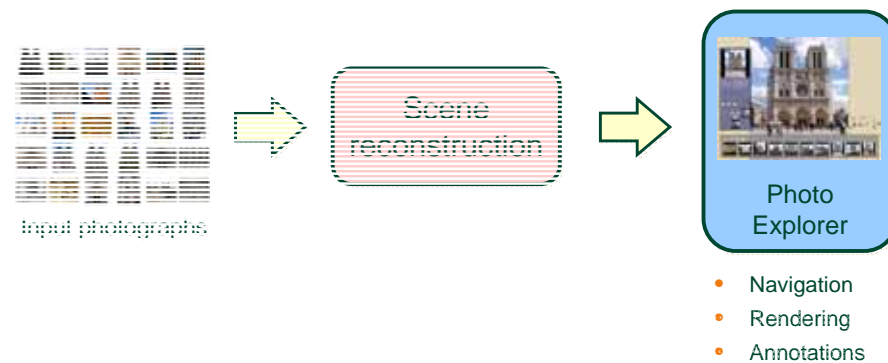 Input photographs
Scene
reconstruction
Photo
Explorer
Navigation
Rendering
Annotations